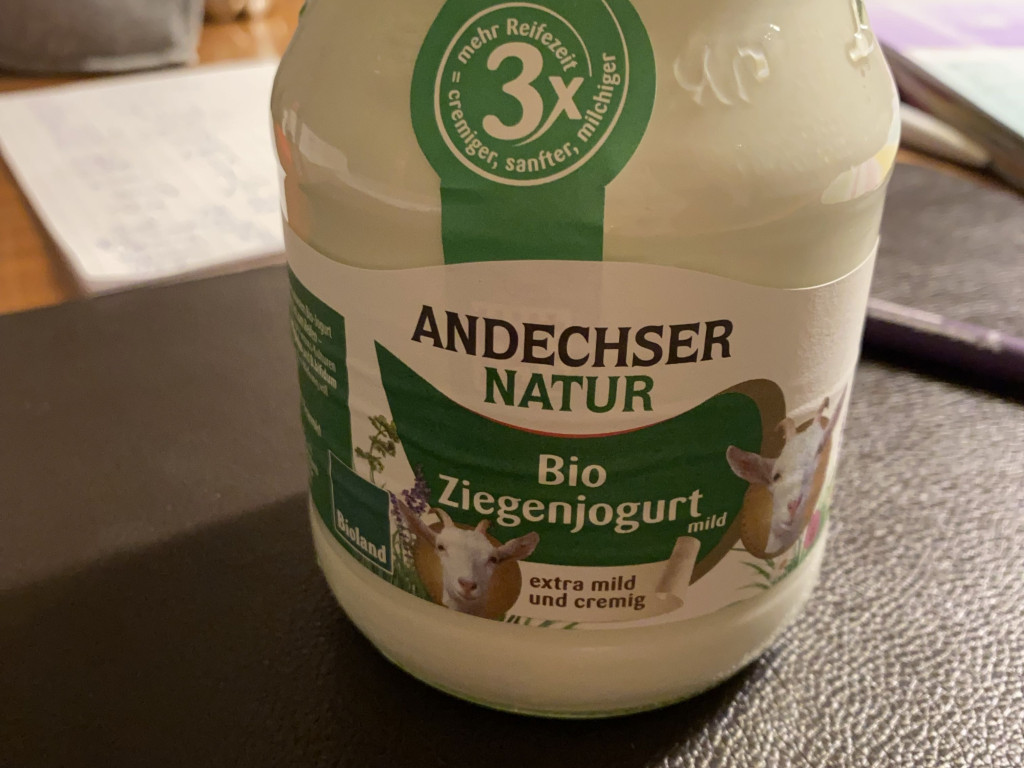 mehr Reifezeit
3x
= cremiger, sanfter, milchiger
ANDECHSER
NATUR
Bio
Ziegenjogurt
mild
Bioland
extra mild
und cremig